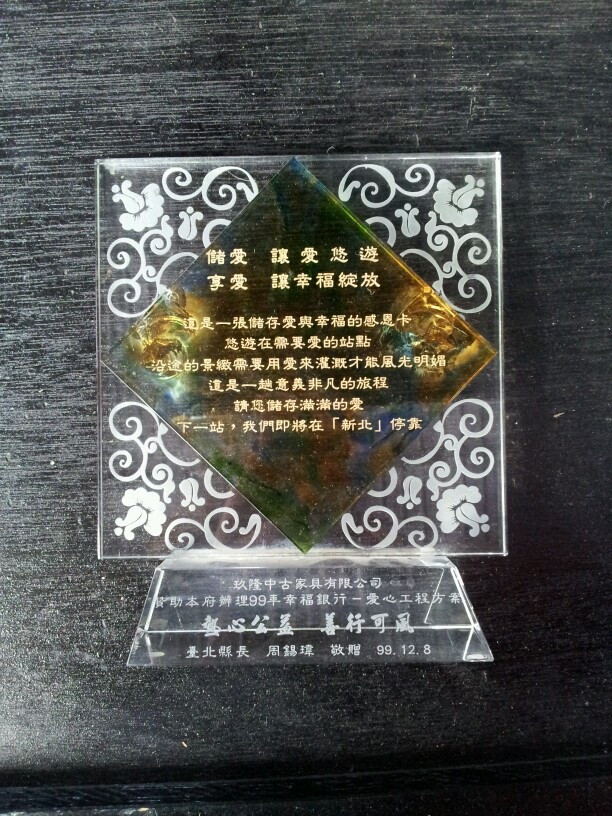 儲愛 讓愛悠遊
享愛 讓幸福綻放
這是一張儲存愛與幸福的感恩卡
悠遊在需要愛的站點
沿途的景緻需要用愛來灌溉才能風光明媚
這是一趟意義非凡的旅程
請您儲存滿滿的愛
下一站，我們即將在「新北」停靠
玖隆中古家具有限公司
贊助本府辦理99年幸福銀行－愛心工程方案
熱心公益 善行可風
臺北縣長 周錫瑋 敬贈 99.12.8